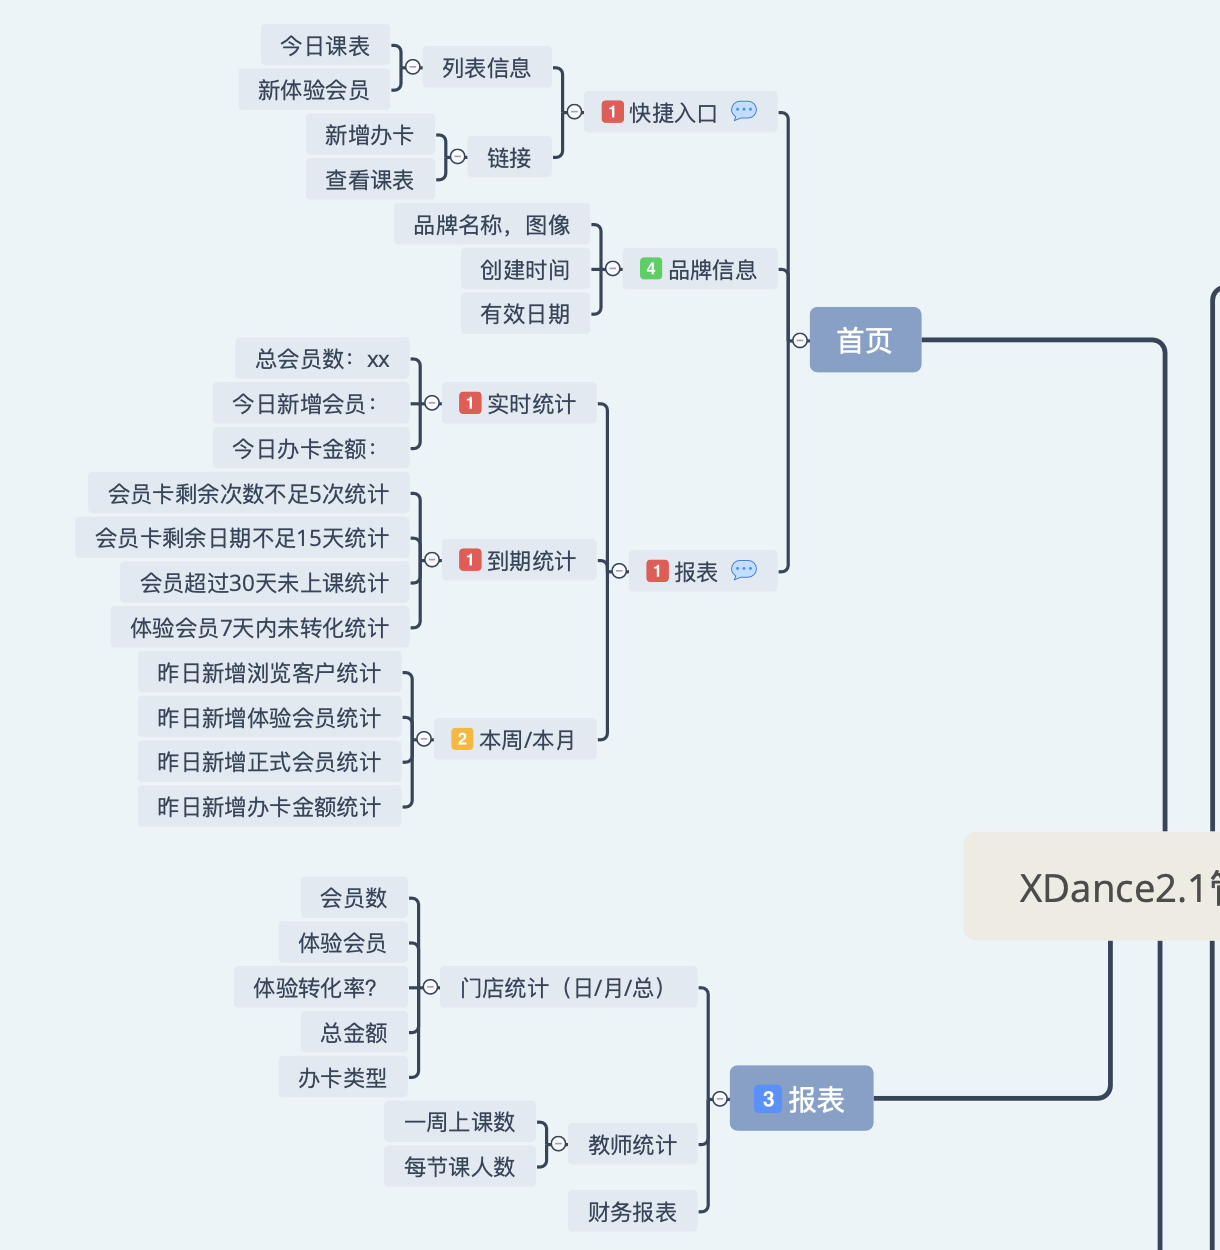 今日课表
新体验会员
列表信息
新增办卡
查看课表
链接
1 快捷入口
品牌名称，图像
创建时间
有效日期
4 品牌信息
首页
总会员数：xx
今日新增会员：
今日办卡金额：
1 实时统计
会员卡剩余次数不足5次统计
会员卡剩余日期不足15天统计
会员超过30天未上课统计
体验会员7天内未转化统计
1 到期统计
1 报表
昨日新增浏览客户统计
昨日新增体验会员统计
昨日新增正式会员统计
昨日新增办卡金额统计
2 本周/本月
XDance2.1
会员数
体验会员
体验转化率？
总金额
办卡类型
门店统计（日/月/总）
3 报表
一周上课数
每节课人数
教师统计
财务报表